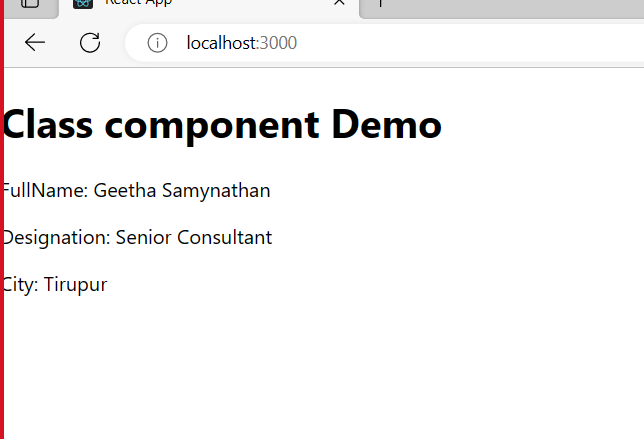 React App
localhost:3000
Class component Demo
FullName: Geetha Samynathan
Designation: Senior Consultant
City: Tirupur